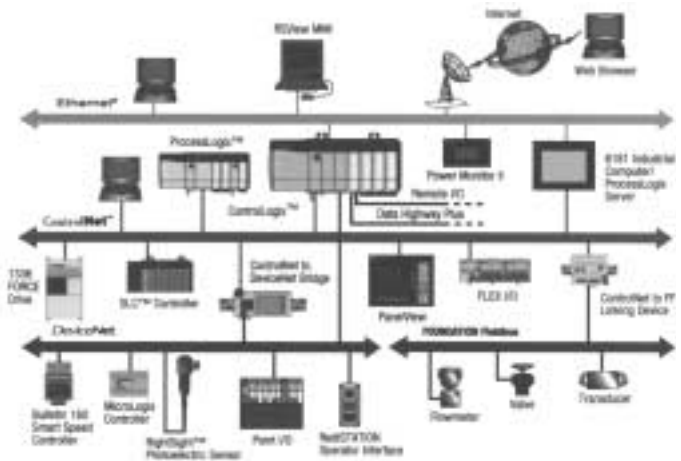 Internet
RSView MMI
Web Browser
Ethernet
ProcessLogix™
ControlLogix™
Power Monitor II
Remote I/O
Data Highway Plus
6181 Industrial
Computer/
ProcessLogix
Server
ControlNet™
1336
FORCE
Drive
SLC™ Controller
ControlNet to
DeviceNet Bridge
PanelView
FLEX I/O
ControlNet to FF
Linking Device
DeviceNet
FOUNDATION Fieldbus
Bulletin 160
Smart Speed
Controller
MicroLogix
Controller
RightSight™
Photoelectric Sensor
Point I/O
RediSTATION
Operator Interface
Flowmeter
Valve
Transducer